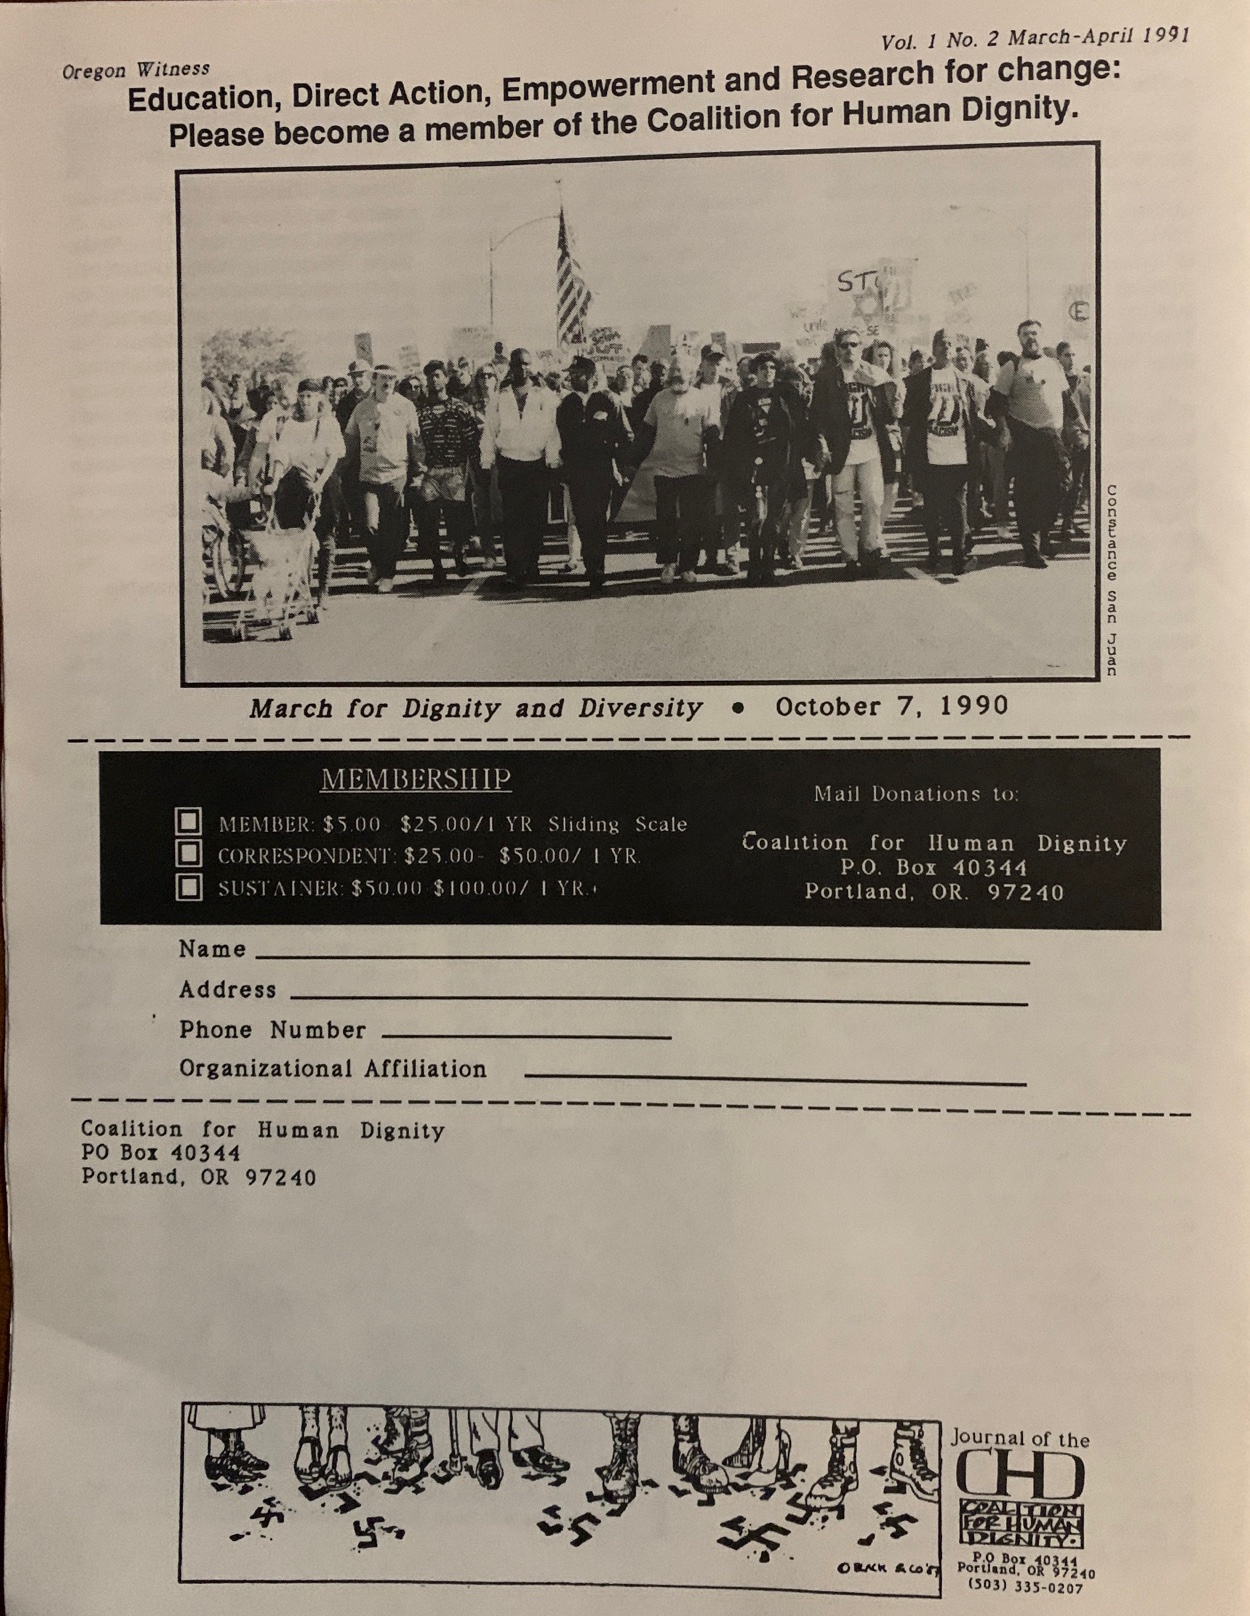 Vol. 1 No. 2 March-April 1991
Oregon Witness
Education, Direct Action, Empowerment and Research for change:
Please become a member of the Coalition for Human Dignity.
ST
SE
E
Constance San Juan
March for Dignity and Diversity • October 7, 1990
MEMBERSHIP
MEMBER: $5.00 $25.00/1 YR Sliding Scale
CORRESPONDENT: $25.00- $50.00/ 1 YR.
SUSTAINER: $50.00 $100.00/ 1 YR.+
Mail Donations to:
Coalition for Human Dignity
P.O. Box 40344
Portland, OR. 97240
Name
Address
Phone Number
Organizational Affiliation
Coalition for Human Dignity
PO Box 40344
Portland, OR 97240
Journal of the
CHD
COALITION
FOR HUMAN
DIGNITY.
P.O Box 40344
Portland, OR 97240
(503) 335-0207